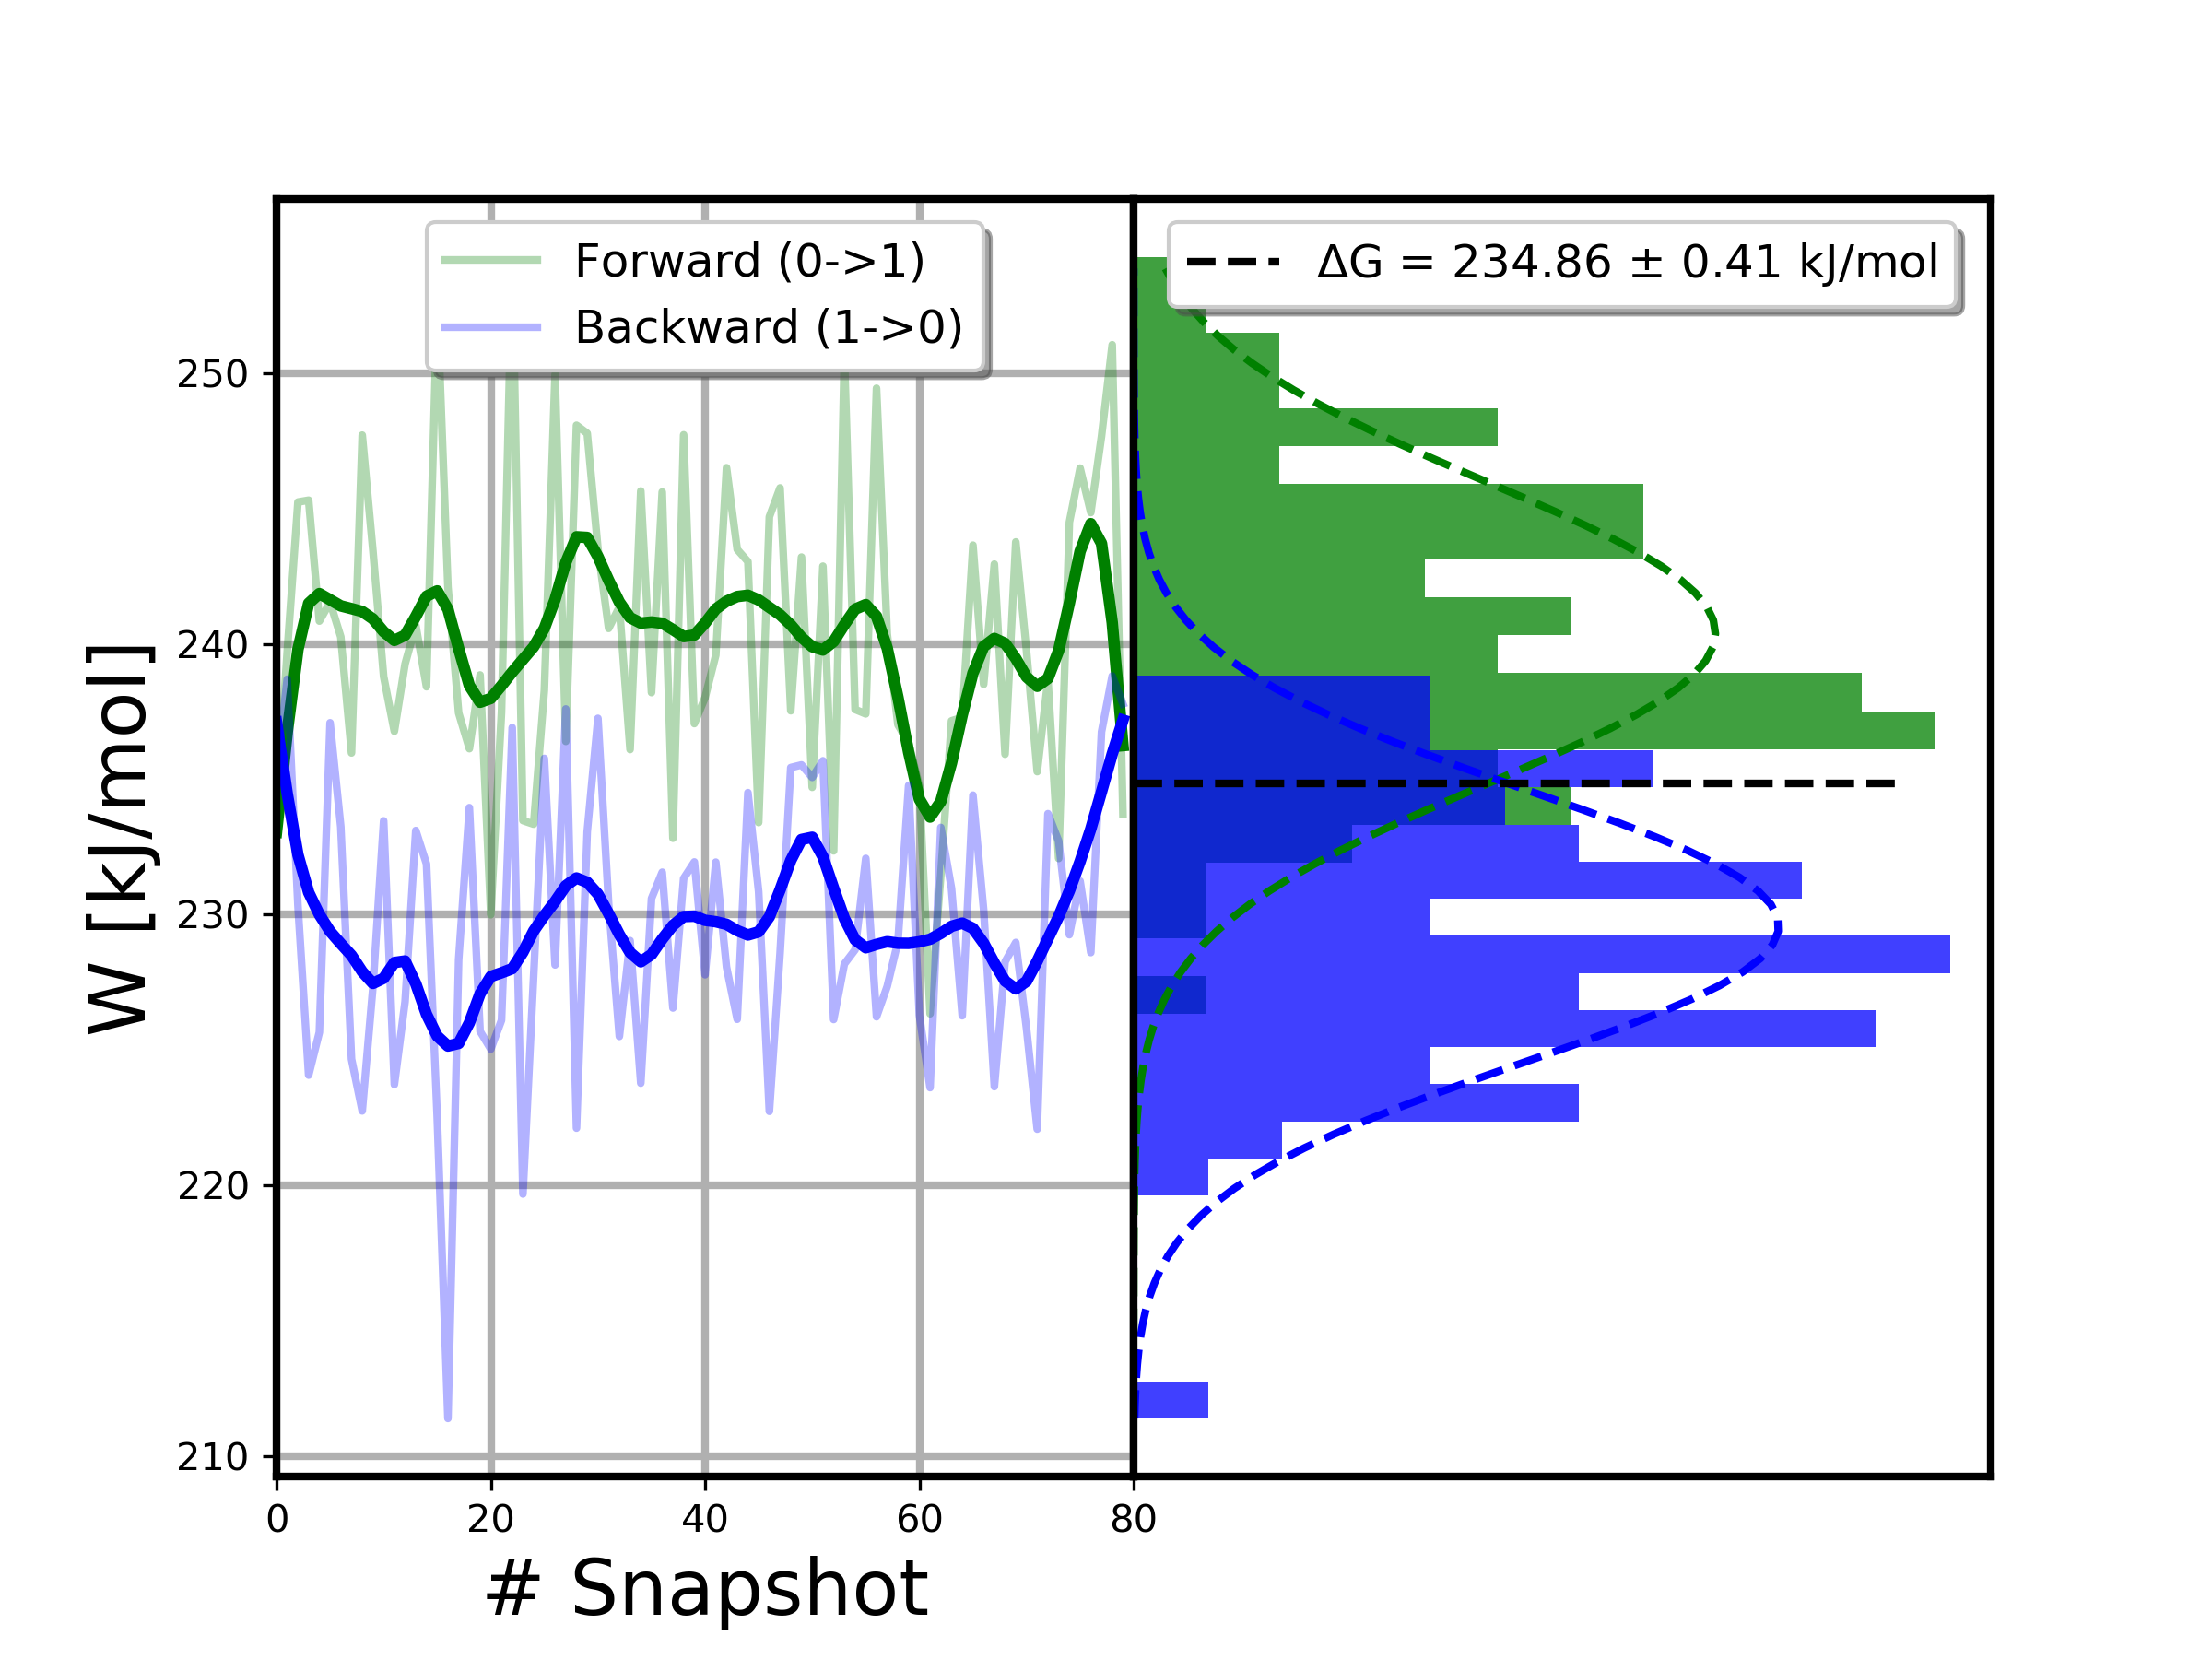 Forward (0->1)
Backward (1->0)
ΔG = 234.86 ± 0.41 kJ/mol
250
240
230
220
210
W [kJ/mol]
0
20
40
60
80
# Snapshot